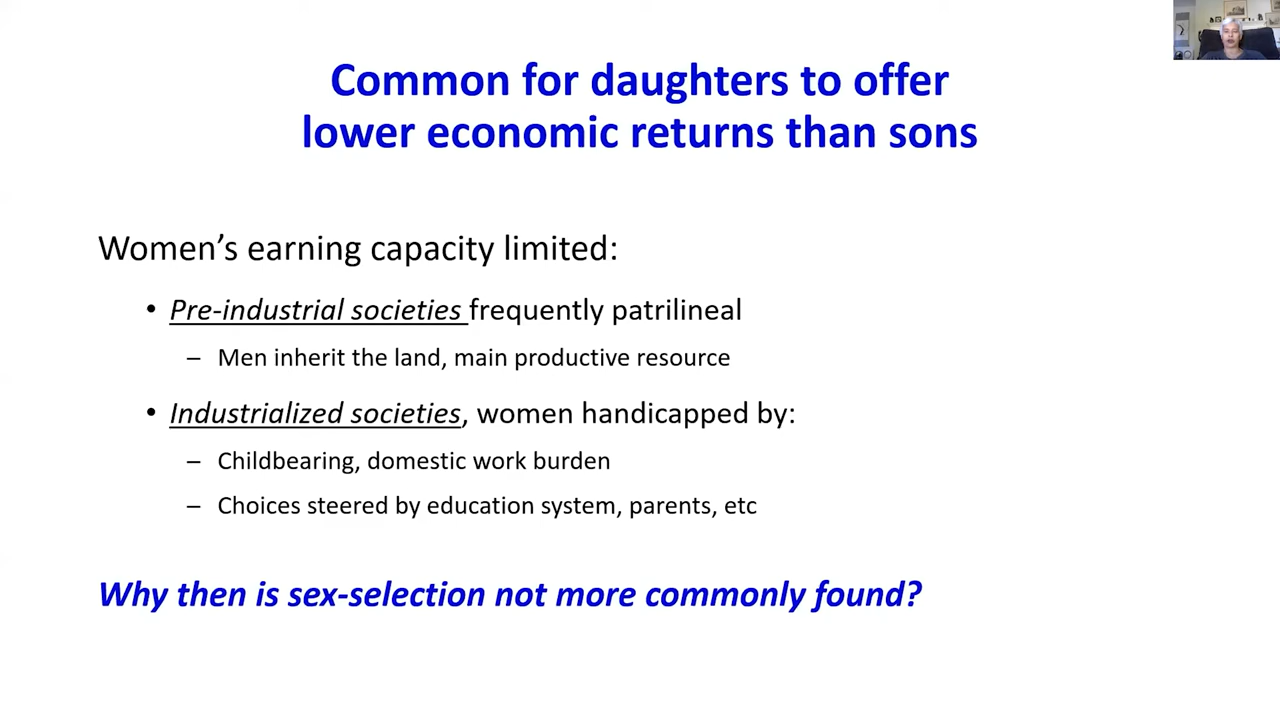 Common for daughters to offer
lower economic returns than sons
Women’s earning capacity limited:
• Pre-industrial societies frequently patrilineal
– Men inherit the land, main productive resource
• Industrialized societies, women handicapped by:
– Childbearing, domestic work burden
– Choices steered by education system, parents, etc
Why then is sex-selection not more commonly found?